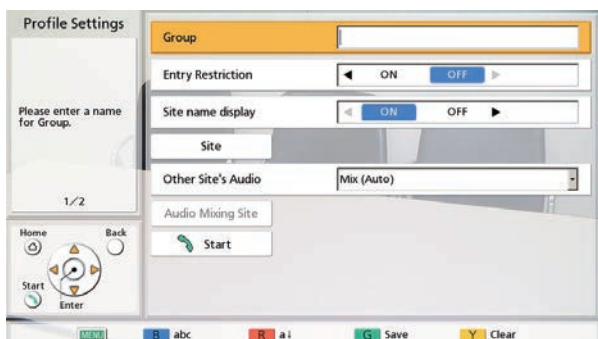 Profile Settings
Please enter a name
for Group.
1/2
Home
Back
Start
Enter
Group
Entry Restriction
ON
OFF
Site name display
ON
OFF
Site
Other Site's Audio
Mix (Auto)
Audio Mixing Site
Start
MENU
B abc
R a↓
G Save
Y Clear